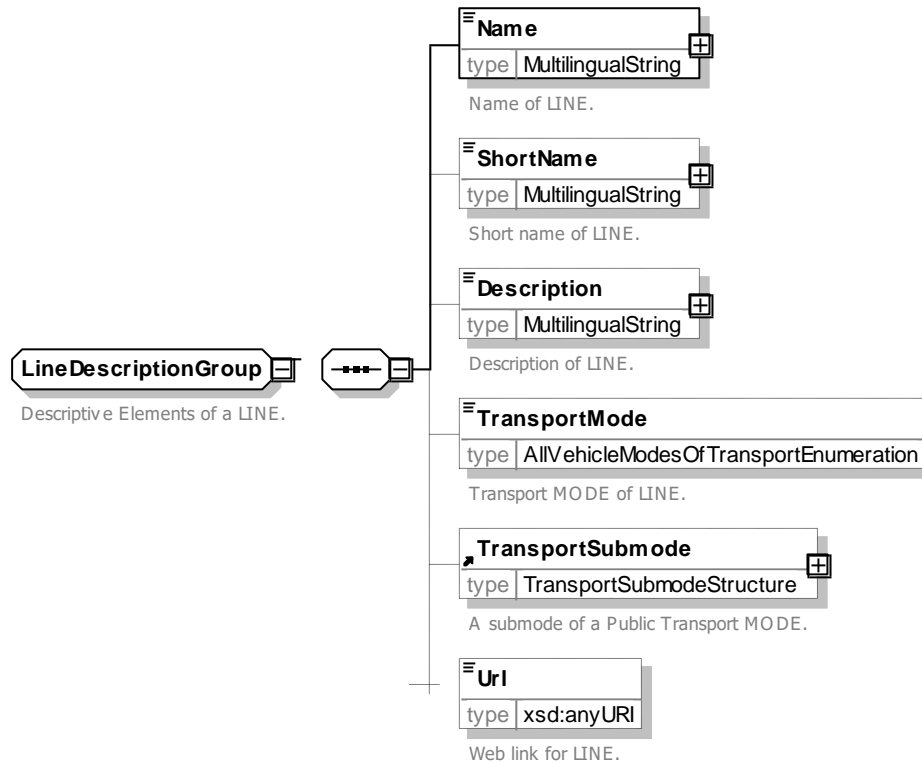 Name
type MultilingualString
Name of LINE.
ShortName
type MultilingualString
Short name of LINE.
Description
type MultilingualString
Description of LINE.
LineDescriptionGroup
Descriptive Elements of a LINE.
TransportMode
type AllVehicleModesOfTransportEnumeration
Transport MODE of LINE.
TransportSubmode
type TransportSubmodeStructure
A submode of a Public Transport MODE.
Url
type xsd:anyURI
Web link for LINE.